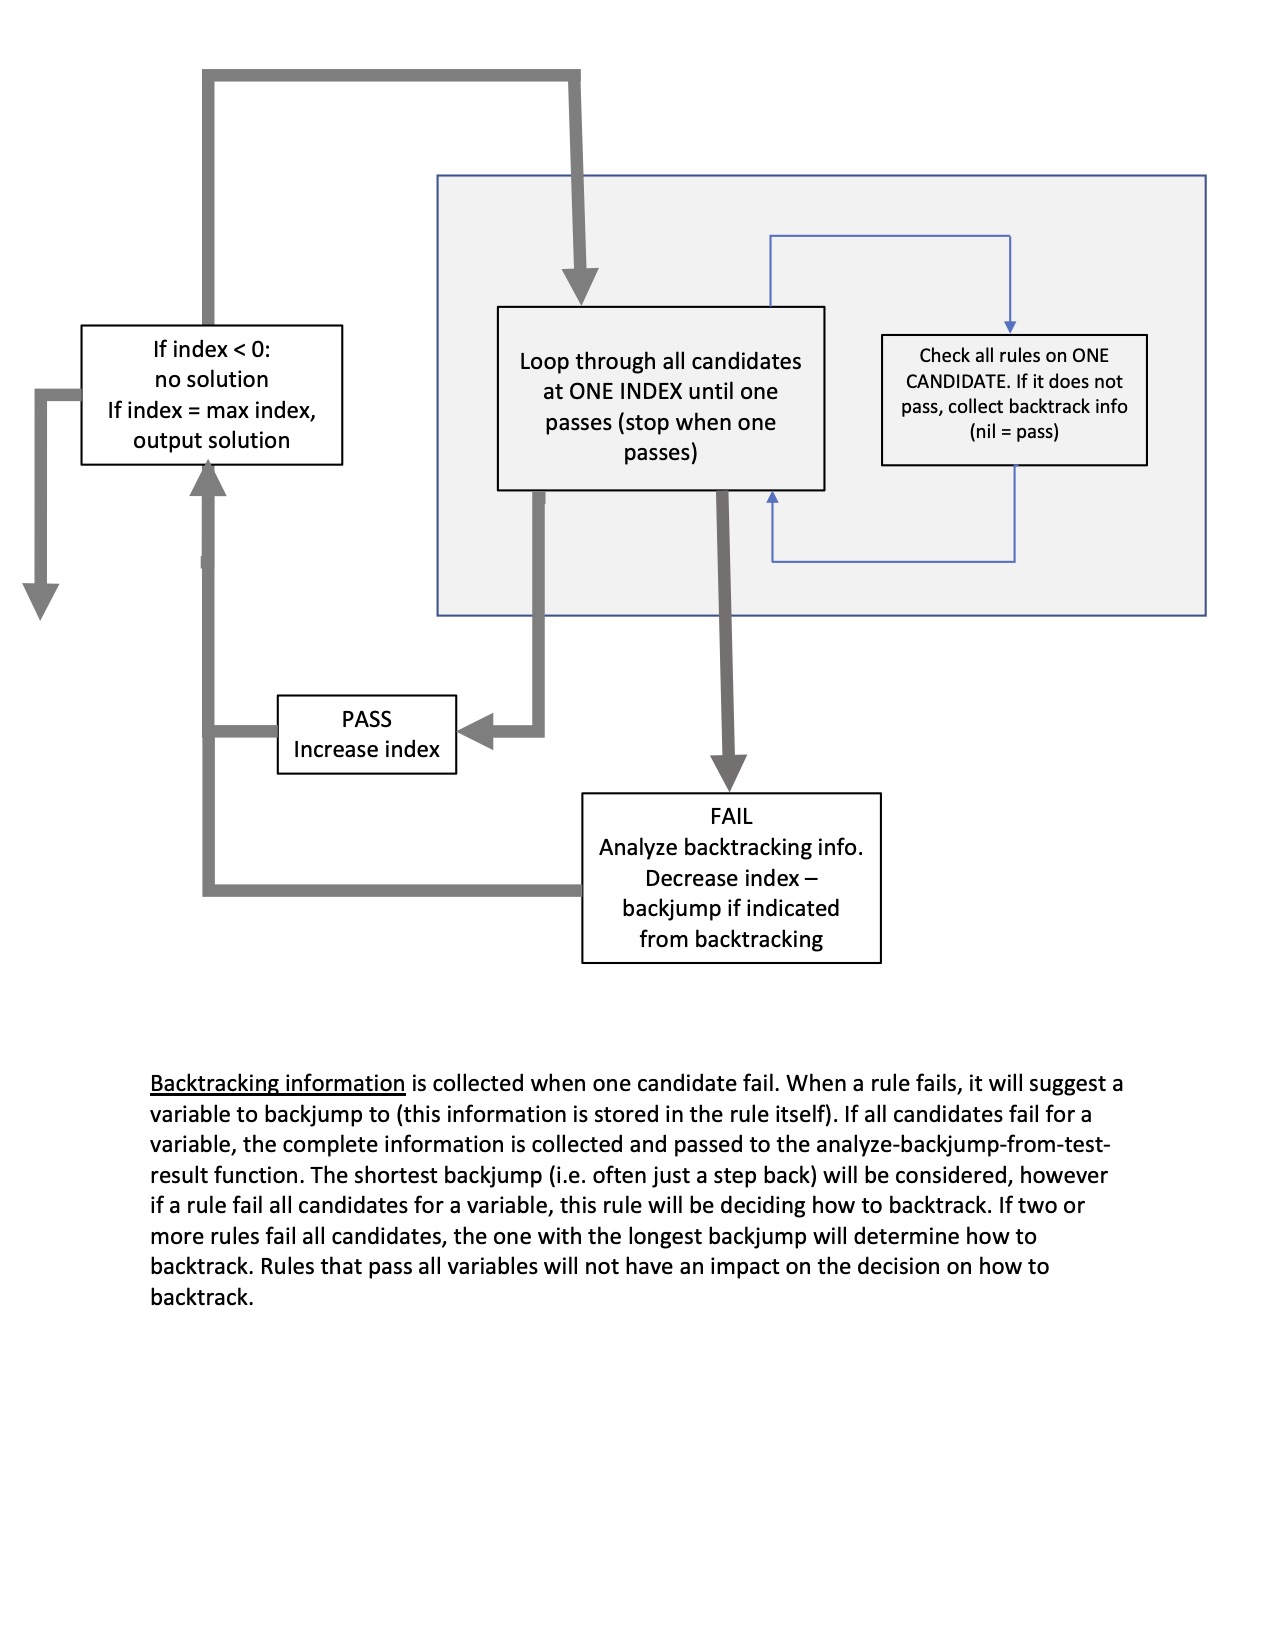 If index < 0:
no solution
If index = max index,
output solution
Loop through all candidates
at ONE INDEX until one
passes (stop when one
passes)
Check all rules on ONE
CANDIDATE. If it does not
pass, collect backtrack info
(nil = pass)
PASS
Increase index
FAIL
Analyze backtracking info.
Decrease index –
backjump if indicated
from backtracking
Backtracking information is collected when one candidate fail. When a rule fails, it will suggest a
variable to backjump to (this information is stored in the rule itself). If all candidates fail for a
variable, the complete information is collected and passed to the analyze-backjump-from-test-
result function. The shortest backjump (i.e. often just a step back) will be considered, however
if a rule fail all candidates for a variable, this rule will be deciding how to backtrack. If two or
more rules fail all candidates, the one with the longest backjump will determine how to
backtrack. Rules that pass all variables will not have an impact on the decision on how to
backtrack.